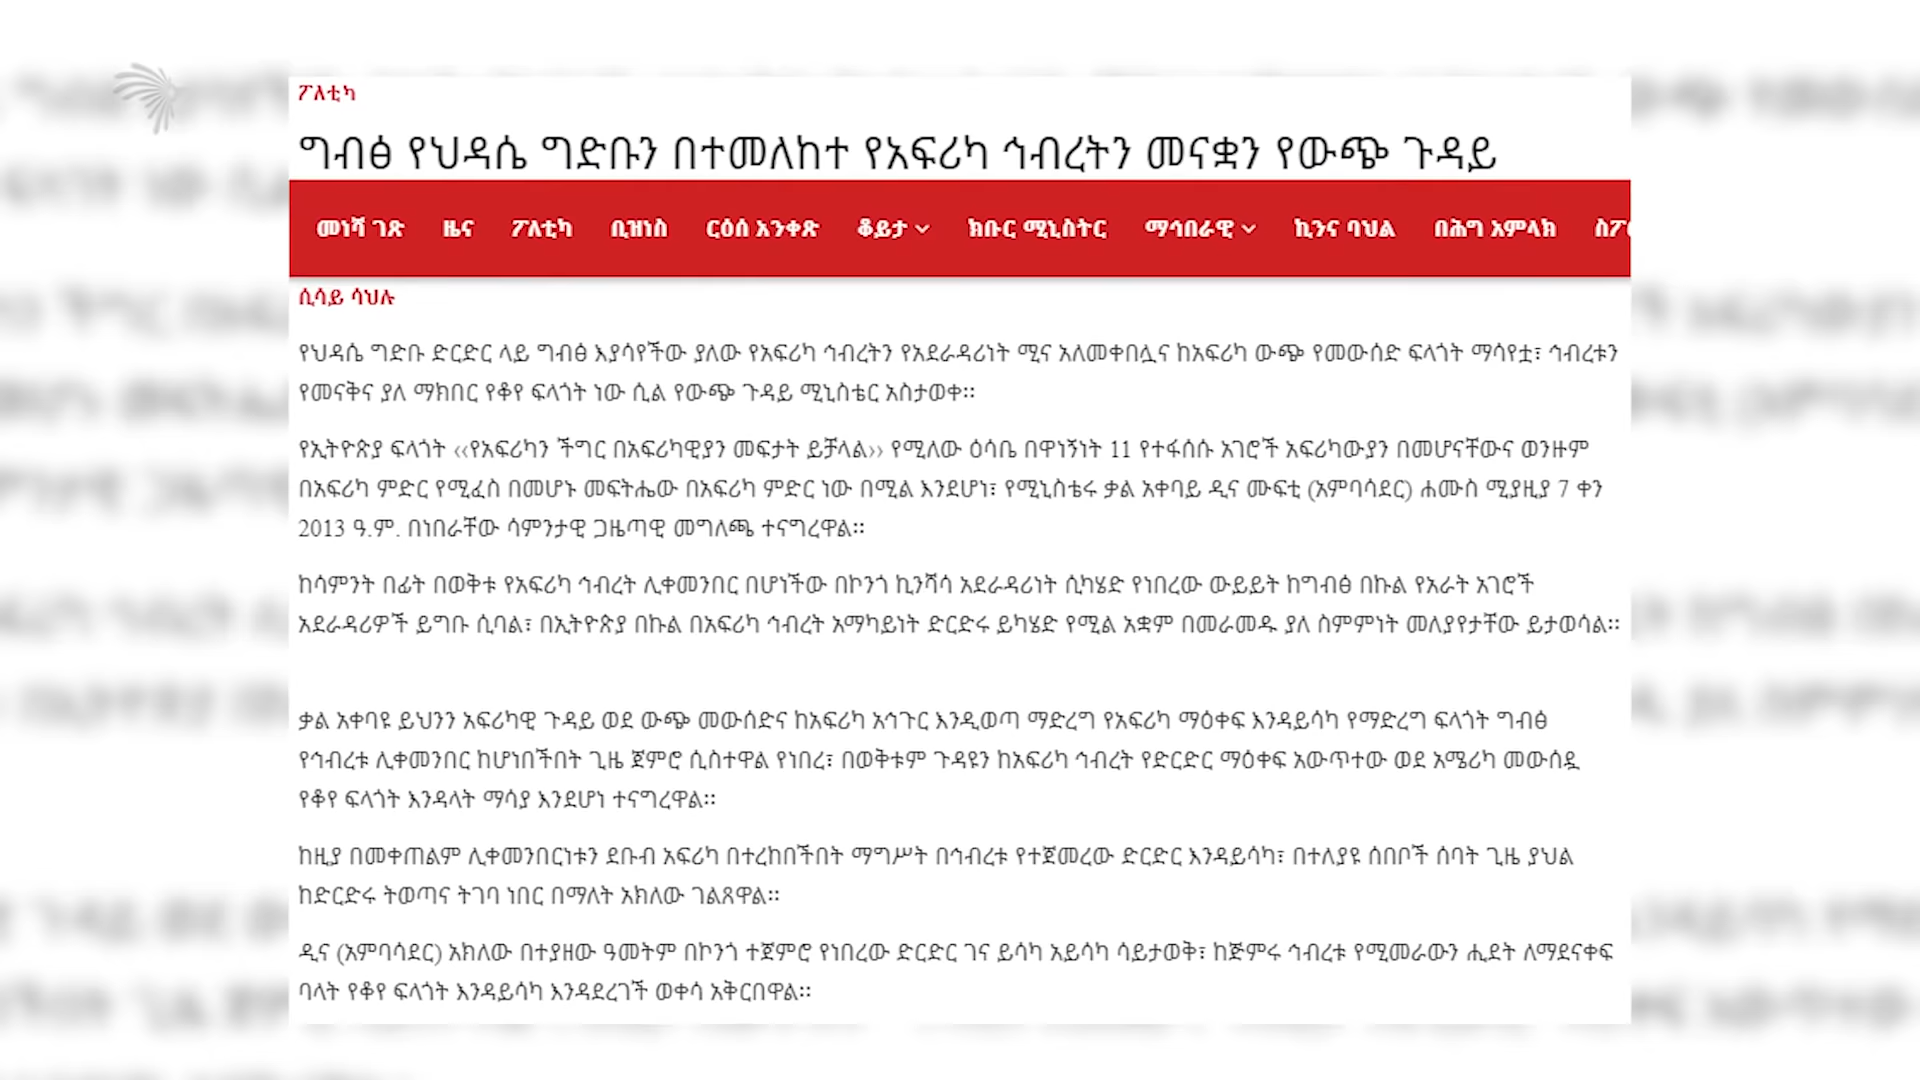 ፖለቲካ
ግብፅ የህዳሴ ግድቡን በተመለከተ የአፍሪካ ኅብረትን መናቋን የውጭ ጉዳይ
መነሻ ገጽ ዜና ፖለቲካ ቢዝነስ ርዕሰ አንቀጽ ቆይታ ክቡር ሚኒስትር ማኅበራዊ ኪንና ባህል በሕግ አምላክ ስፖ
ሲሳይ ሳህሉ
የህዳሴ ግድቡ ድርድር ላይ ግብፅ እያሳየችው ያለው የአፍሪካ ኅብረትን የአደራዳሪነት ሚና አለመቀበሏና ከአፍሪካ ውጭ የመውሰድ ፍላጎት ማሳየቷ፣ ኅብረቱን
የመናቅና ያለ ማክበር የቆየ ፍላጎት ነው ሲል የውጭ ጉዳይ ሚኒስቴር አስታወቀ፡፡
የኢትዮጵያ ፍላጎት ‹‹የአፍሪካን ችግር በአፍሪካዊያን መፍታት ይቻላል›› የሚለው ዕሳቤ በዋነኝነት 11 የተፋሰሱ አገሮች አፍሪካውያን በመሆናቸውና ወንዙም
በአፍሪካ ምድር የሚፈስ በመሆኑ መፍትሔው በአፍሪካ ምድር ነው በሚል እንደሆነ፣ የሚኒስቴሩ ቃል አቀባይ ዲና ሙፍቲ (አምባሳደር) ሐሙስ ሚያዚያ 7 ቀን
2013 ዓ.ም. በነበራቸው ሳምንታዊ ጋዜጣዊ መግለጫ ተናግረዋል፡፡
ከሳምንት በፊት በወቅቱ የአፍሪካ ኅብረት ሊቀመንበር በሆነችው በኮንጎ ኪንሻሳ አደራዳሪነት ሲካሄድ የነበረው ውይይት ከግብፅ በኩል የአራት አገሮች
አደራዳሪዎች ይግቡ ሲባል፣ በኢትዮጵያ በኩል በአፍሪካ ኅብረት አማካይነት ድርድሩ ይካሄድ የሚል አቋም በመራመዱ ያለ ስምምነት መለያየታቸው ይታወሳል፡፡
ቃል አቀባዩ ይህንን አፍሪካዊ ጉዳይ ወደ ውጭ መውሰድና ከአፍሪካ አኅጉር እንዲወጣ ማድረግ የአፍሪካ ማዕቀፍ እንዳይሳካ የማድረግ ፍላጎት ግብፅ
የኅብረቱ ሊቀመንበር ከሆነበችበት ጊዜ ጀምሮ ሲስተዋል የነበረ፣ በወቅቱም ጉዳዩን ከአፍሪካ ኅብረት የድርድር ማዕቀፍ አውጥተው ወደ አሜሪካ መውሰዷ
የቆየ ፍላጎት እንዳላት ማሳያ እንደሆነ ተናግረዋል፡፡
ከዚያ በመቀጠልም ሊቀመንበርነቱን ደቡብ አፍሪካ በተረከበችበት ማግሥት በኅብረቱ የተጀመረው ድርድር እንዳይሳካ፣ በተለያዩ ሰበቦች ሰባት ጊዜ ያህል
ከድርድሩ ትወጣና ትገባ ነበር በማለት አክለው ገልጸዋል፡፡
ዲና (አምባሳደር) አክለው በተያዘው ዓመትም በኮንጎ ተጀምሮ የነበረው ድርድር ገና ይሳካ አይሳካ ሳይታወቅ፣ ከጅምሩ ኅብረቱ የሚመራውን ሒደት ለማደናቀፍ
ባላት የቆየ ፍላጎት እንዳይሳካ እንዳደረገች ወቀሳ አቅርበዋል፡፡